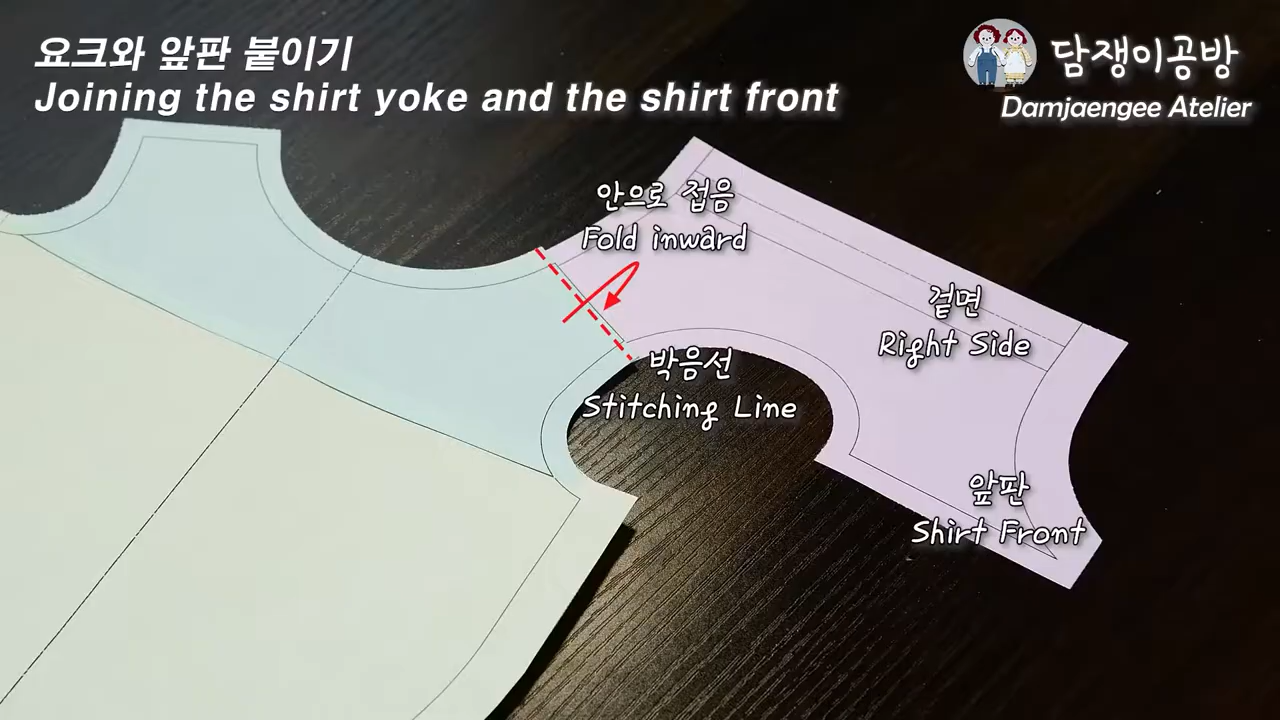 요크와 앞판 붙이기
Joining the shirt yoke and the shirt front
담쟁이공방
Damjaengee Atelier
안으로 접음
Fold inward
겉면
Right Side
박음선
Stitching Line
앞판
Shirt Front